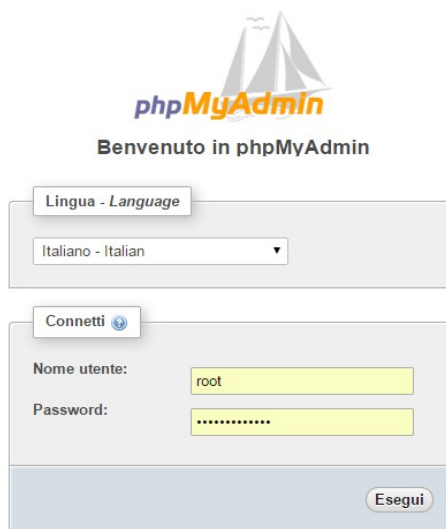 phpMyAdmin
Benvenuto in phpMyAdmin
Lingua - Language
Italiano - Italian
Connetti
Nome utente:
root
Password:
•••••••••••••
Esegui